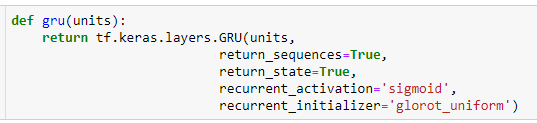 def gru(units):
    return tf.keras.layers.GRU(units,
                               return_sequences=True,
                               return_state=True,
                               recurrent_activation='sigmoid',
                               recurrent_initializer='glorot_uniform')